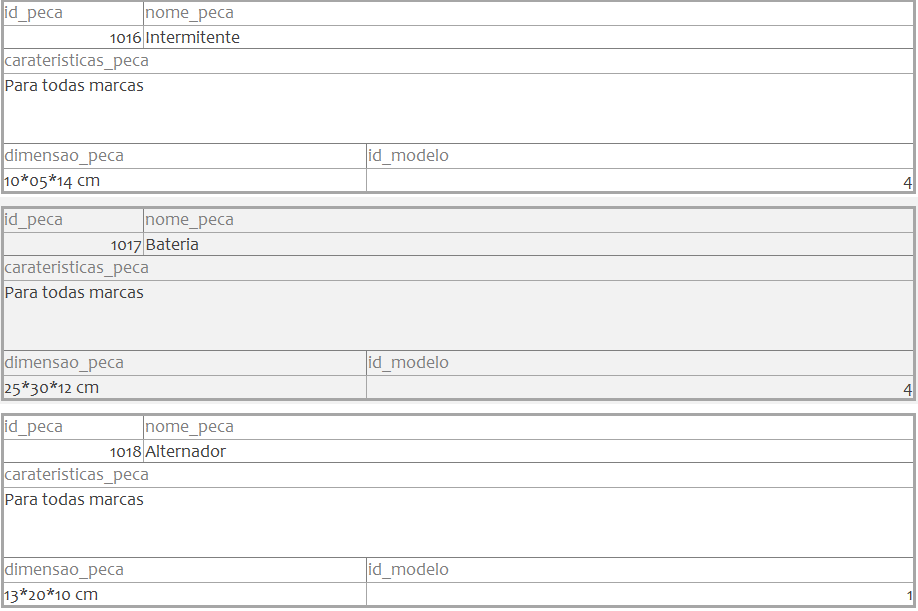 id_peca nome_peca
1016 Intermitente
carateristicas_peca
Para todas marcas
dimensao_peca id_modelo
10*05*14 cm 4
id_peca nome_peca
1017 Bateria
carateristicas_peca
Para todas marcas
dimensao_peca id_modelo
25*30*12 cm 4
id_peca nome_peca
1018 Alternador
carateristicas_peca
Para todas marcas
dimensao_peca id_modelo
13*20*10 cm 1